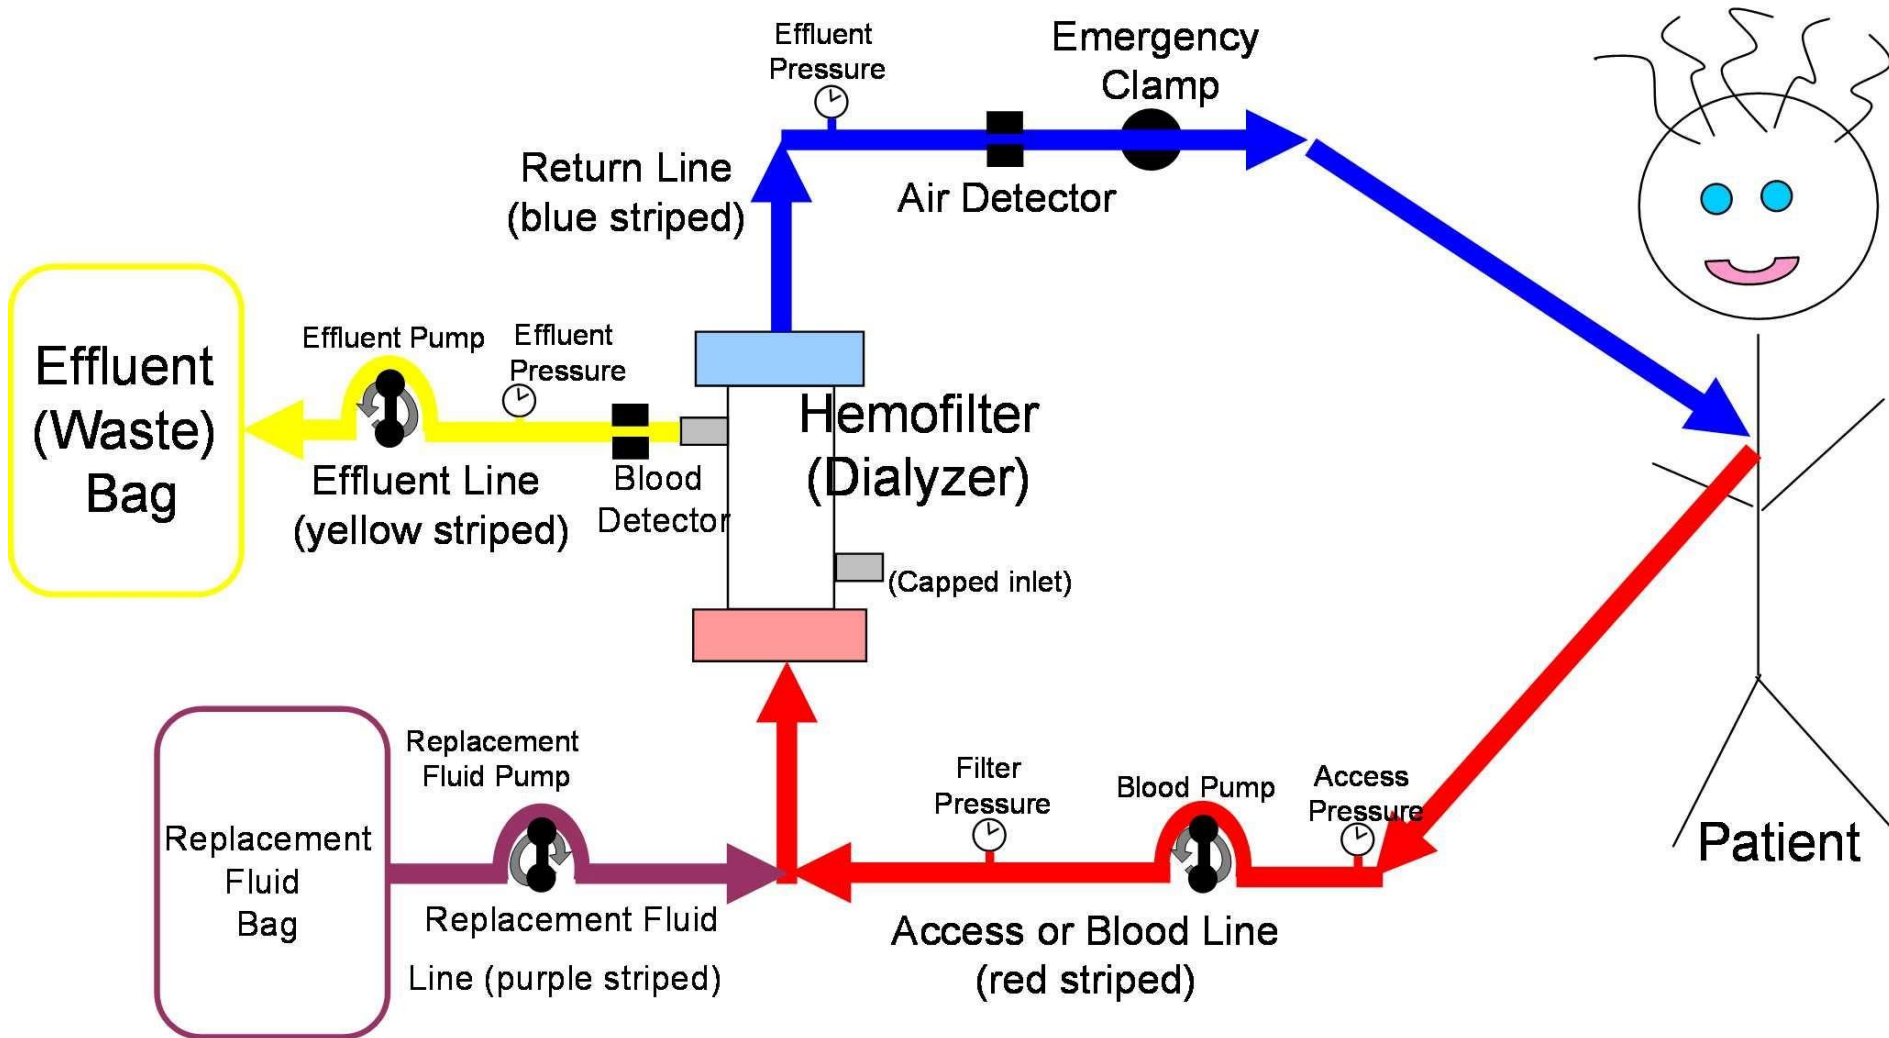 Effluent
Pressure
Emergency
Clamp
Return Line
(blue striped)
Air Detector
Effluent
(Waste)
Bag
Effluent Pump
Effluent
Pressure
Effluent Line
(yellow striped)
Blood
Detector
Hemofilter
(Dialyzer)
(Capped inlet)
Replacement
Fluid
Bag
Replacement
Fluid Pump
Replacement Fluid
Line (purple striped)
Filter
Pressure
Blood Pump
Access
Pressure
Access or Blood Line
(red striped)
Patient